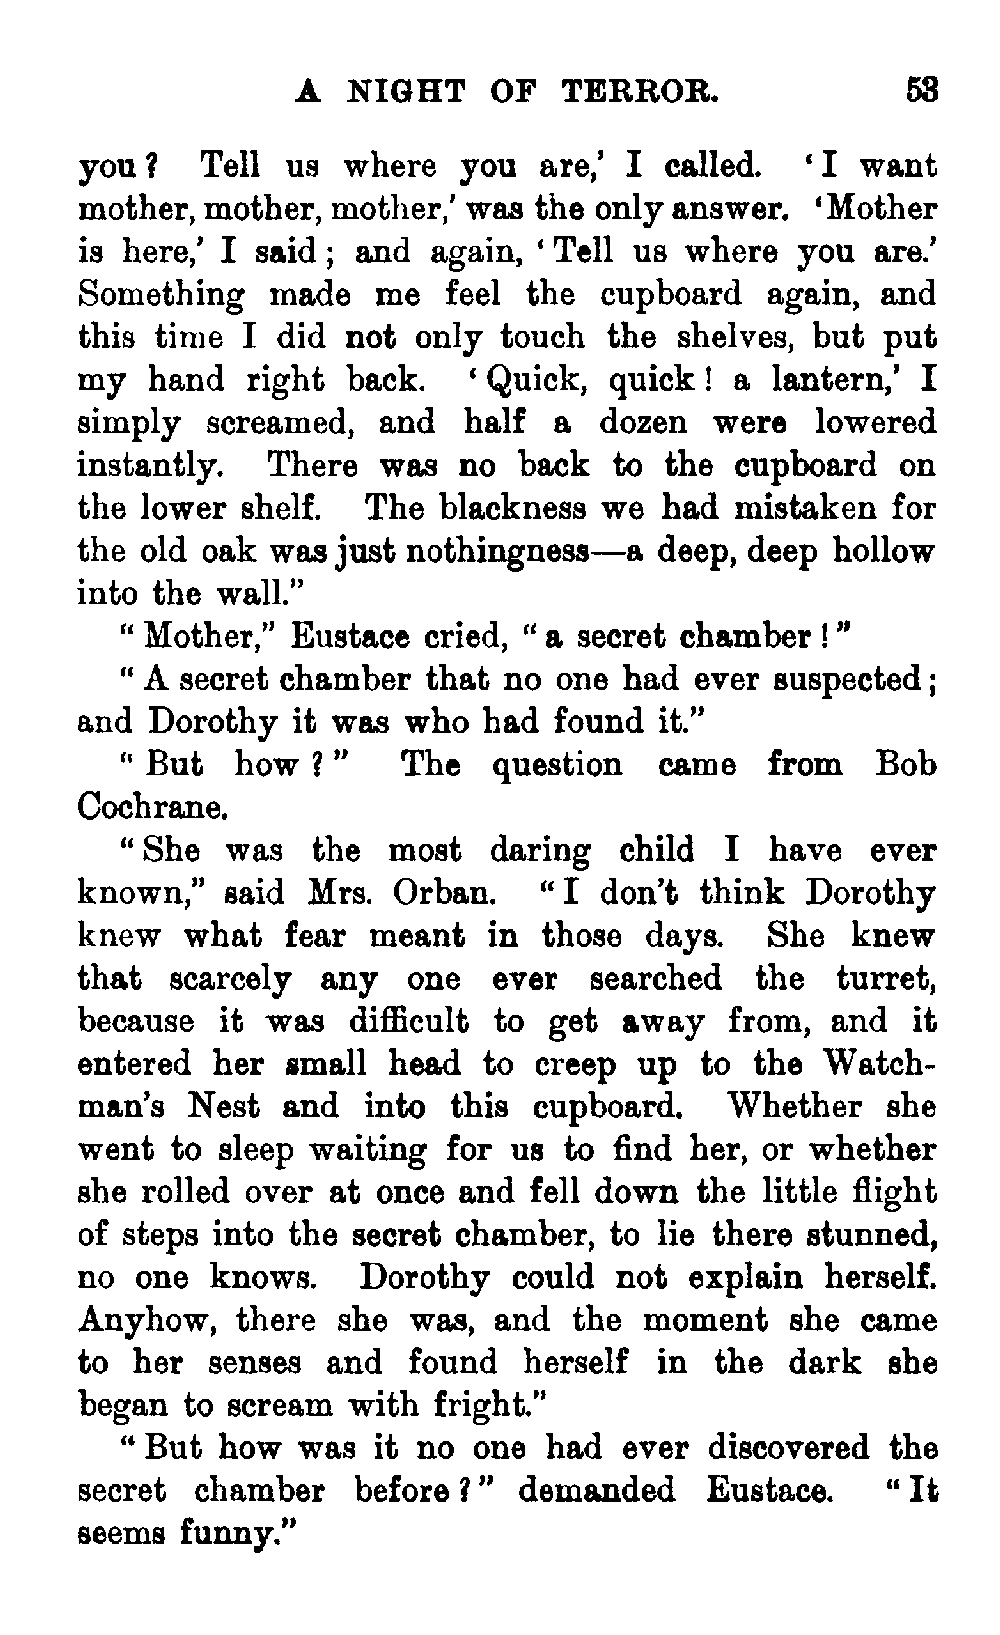 A NIGHT OF TERROR. 53
you? Tell us where you are,' I called. 'I want
mother, mother, mother,' was the only answer. 'Mother
is here,' I said; and again, 'Tell us where you are.'
Something made me feel the cupboard again, and
this time I did not only touch the shelves, but put
my hand right back. 'Quick, quick! a lantern,' I
simply screamed, and half a dozen were lowered
instantly. There was no back to the cupboard on
the lower shelf. The blackness we had mistaken for
the old oak was just nothingness—a deep, deep hollow
into the wall."
"Mother," Eustace cried, "a secret chamber!"
"A secret chamber that no one had ever suspected;
and Dorothy it was who had found it."
"But how?" The question came from Bob
Cochrane.
"She was the most daring child I have ever
known," said Mrs. Orban. "I don't think Dorothy
knew what fear meant in those days. She knew
that scarcely any one ever searched the turret,
because it was difficult to get away from, and it
entered her small head to creep up to the Watch-
man's Nest and into this cupboard. Whether she
went to sleep waiting for us to find her, or whether
she rolled over at once and fell down the little flight
of steps into the secret chamber, to lie there stunned,
no one knows. Dorothy could not explain herself.
Anyhow, there she was, and the moment she came
to her senses and found herself in the dark she
began to scream with fright."
"But how was it no one had ever discovered the
secret chamber before?" demanded Eustace. "It
seems funny."